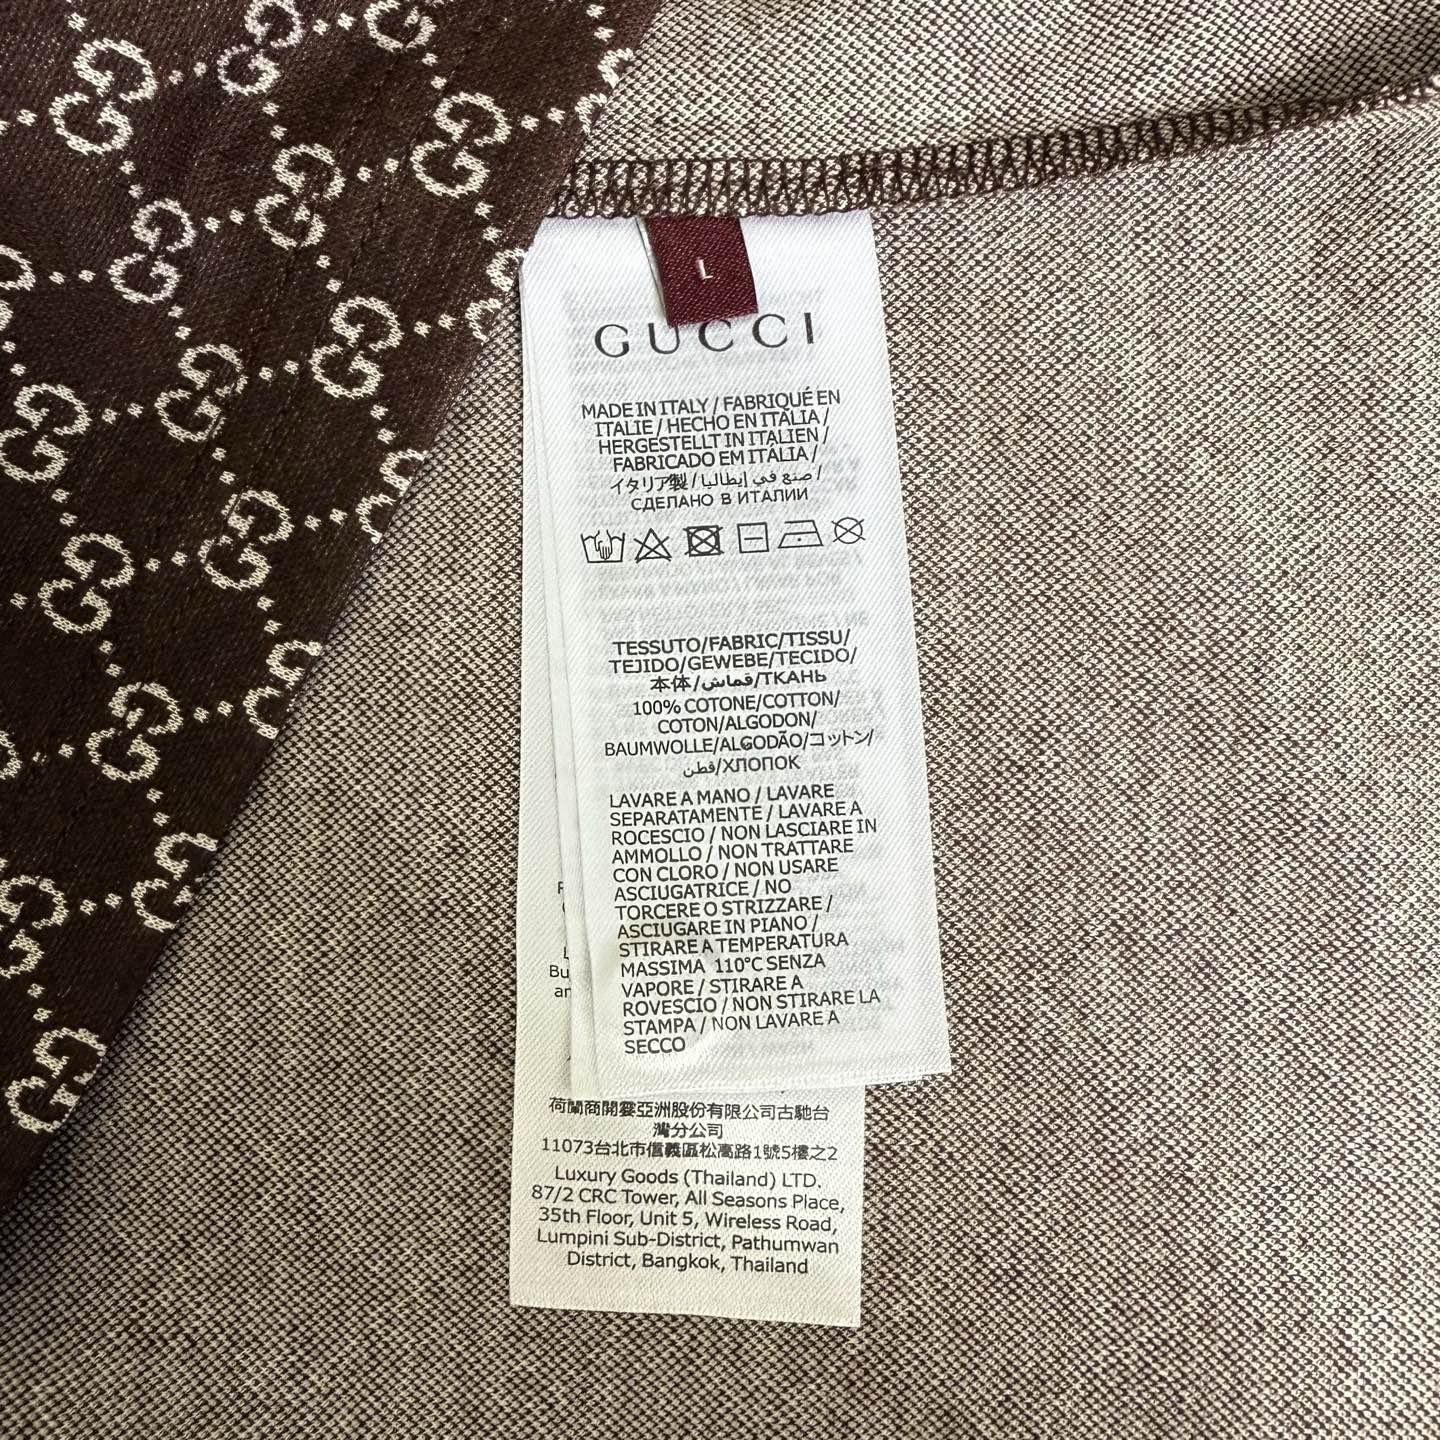 L
GUCCI
MADE IN ITALY / FABRIQUÉ EN
ITALIE / HECHO EN ITALIA /
HERGESTELLT IN ITALIEN /
FABRICADO EM ITALIA /
イタリア製 / صنع في إيطاليا /
СДЕЛАНО В ИТАЛИИ
TESSUTO/FABRIC/TISSU/
TEJIDO/GEWEBE/TECIDO/
本体/قماش/ТКАНЬ
100% COTONE/COTTON/
COTON/ALGODON/
BAUMWOLLE/ALGODÃO/コットン/
قطن/ХЛОПОК
LAVARE A MANO / LAVARE
SEPARATAMENTE / LAVARE A
ROCESCIO / NON LASCIARE IN
AMMOLLO / NON TRATTARE
CON CLORO / NON USARE
ASCIUGATRICE / NO
TORCERE O STRIZZARE /
ASCIUGARE IN PIANO /
STIRARE A TEMPERATURA
MASSIMA 110°C SENZA
VAPORE / STIRARE A
ROVESCIO / NON STIRARE LA
STAMPA / NON LAVARE A
SECCO
荷蘭商開雲亞洲股份有限公司古馳台
灣分公司
11073台北市信義區松高路1號5樓之2
Luxury Goods (Thailand) LTD.
87/2 CRC Tower, All Seasons Place,
35th Floor, Unit 5, Wireless Road,
Lumpini Sub-District, Pathumwan
District, Bangkok, Thailand